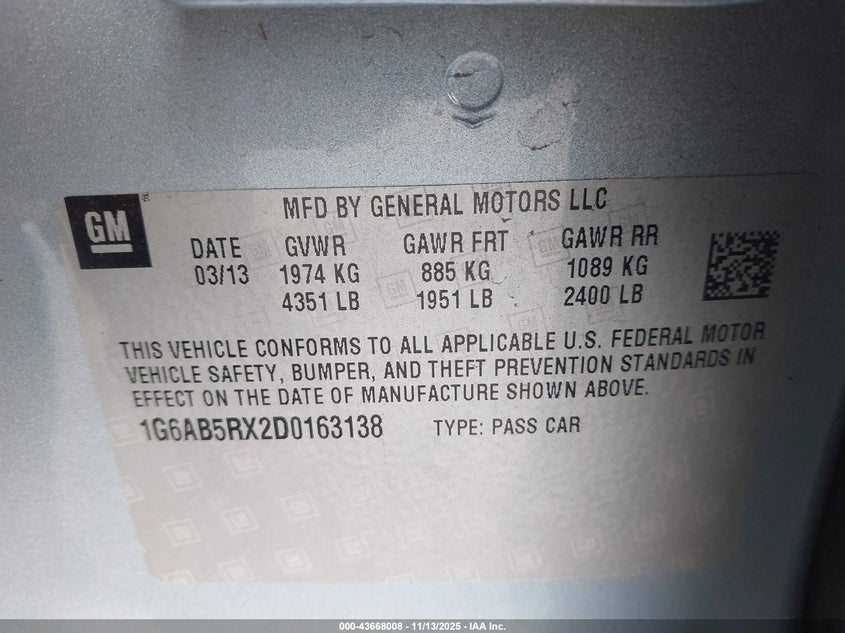 GM
MFD BY GENERAL MOTORS LLC
DATE GVWR GAWR FRT GAWR RR
03/13 1974 KG 885 KG 1089 KG
4351 LB 1951 LB 2400 LB
THIS VEHICLE CONFORMS TO ALL APPLICABLE U.S. FEDERAL MOTOR
VEHICLE SAFETY, BUMPER, AND THEFT PREVENTION STANDARDS IN
EFFECT ON THE DATE OF MANUFACTURE SHOWN ABOVE.
1G6AB5RX2D0163138 TYPE: PASS CAR
000-43668008 - 11/13/2025 - IAA Inc.